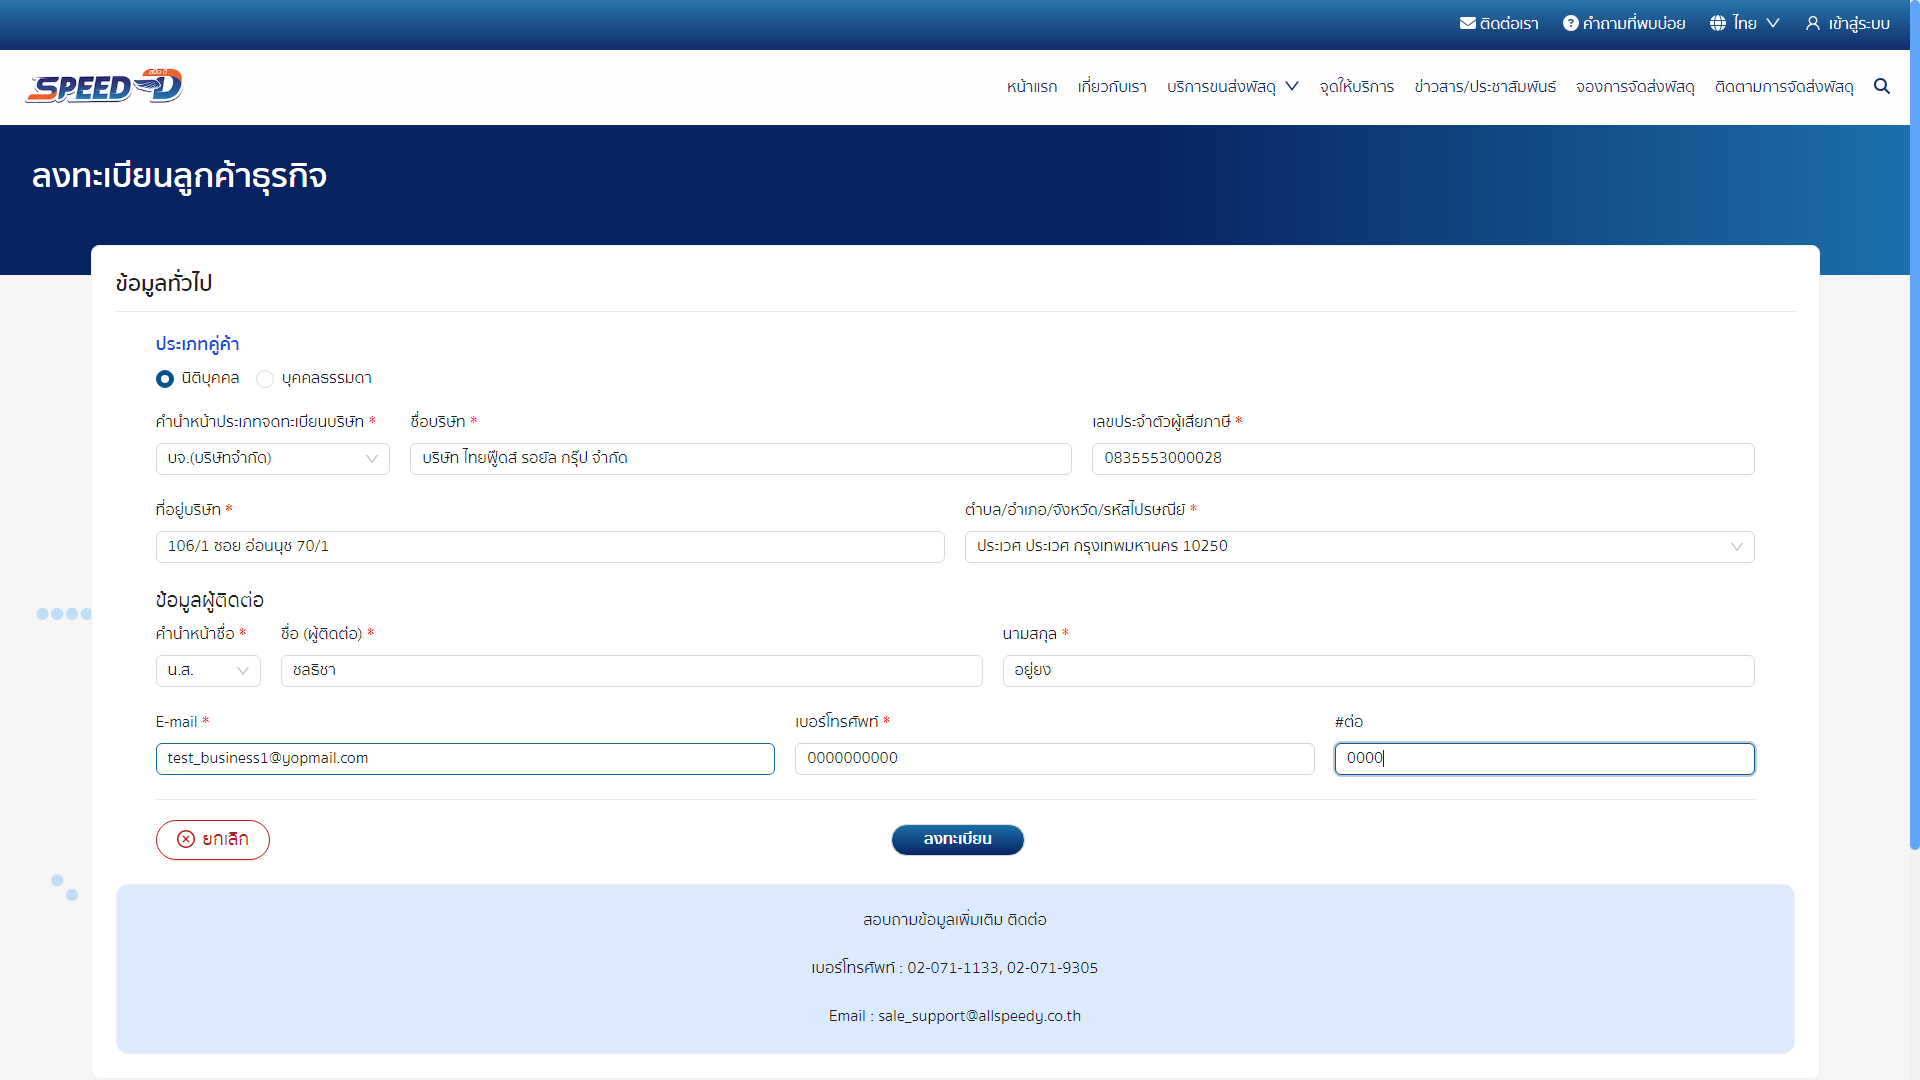 ติดต่อเรา คำถามที่พบบ่อย ไทย เข้าสู่ระบบ
SPEED-D สปีด-ดี
หน้าแรก เกี่ยวกับเรา บริการขนส่งพัสดุ จุดให้บริการ ข่าวสาร/ประชาสัมพันธ์ จองการจัดส่งพัสดุ ติดตามการจัดส่งพัสดุ
ลงทะเบียนลูกค้าธุรกิจ
ข้อมูลทั่วไป
ประเภทคู่ค้า
นิติบุคคล บุคคลธรรมดา
คำนำหน้าประเภทจดทะเบียนบริษัท * ชื่อบริษัท * เลขประจำตัวผู้เสียภาษี *
บจ.(บริษัทจำกัด) บริษัท ไทยฟู๊ดส์ รอยัล กรุ๊ป จำกัด 0835553000028
ที่อยู่บริษัท * ตำบล/อำเภอ/จังหวัด/รหัสไปรษณีย์ *
106/1 ซอย อ่อนนุช 70/1 ประเวศ ประเวศ กรุงเทพมหานคร 10250
ข้อมูลผู้ติดต่อ
คำนำหน้าชื่อ * ชื่อ (ผู้ติดต่อ) * นามสกุล *
น.ส. ชลธิชา อยู่ยง
E-mail * เบอร์โทรศัพท์ * #ต่อ
test_business1@yopmail.com 0000000000 0000
ยกเลิก ลงทะเบียน
สอบถามข้อมูลเพิ่มเติม ติดต่อ
เบอร์โทรศัพท์ : 02-071-1133, 02-071-9305
Email : sale_support@allspeedy.co.th